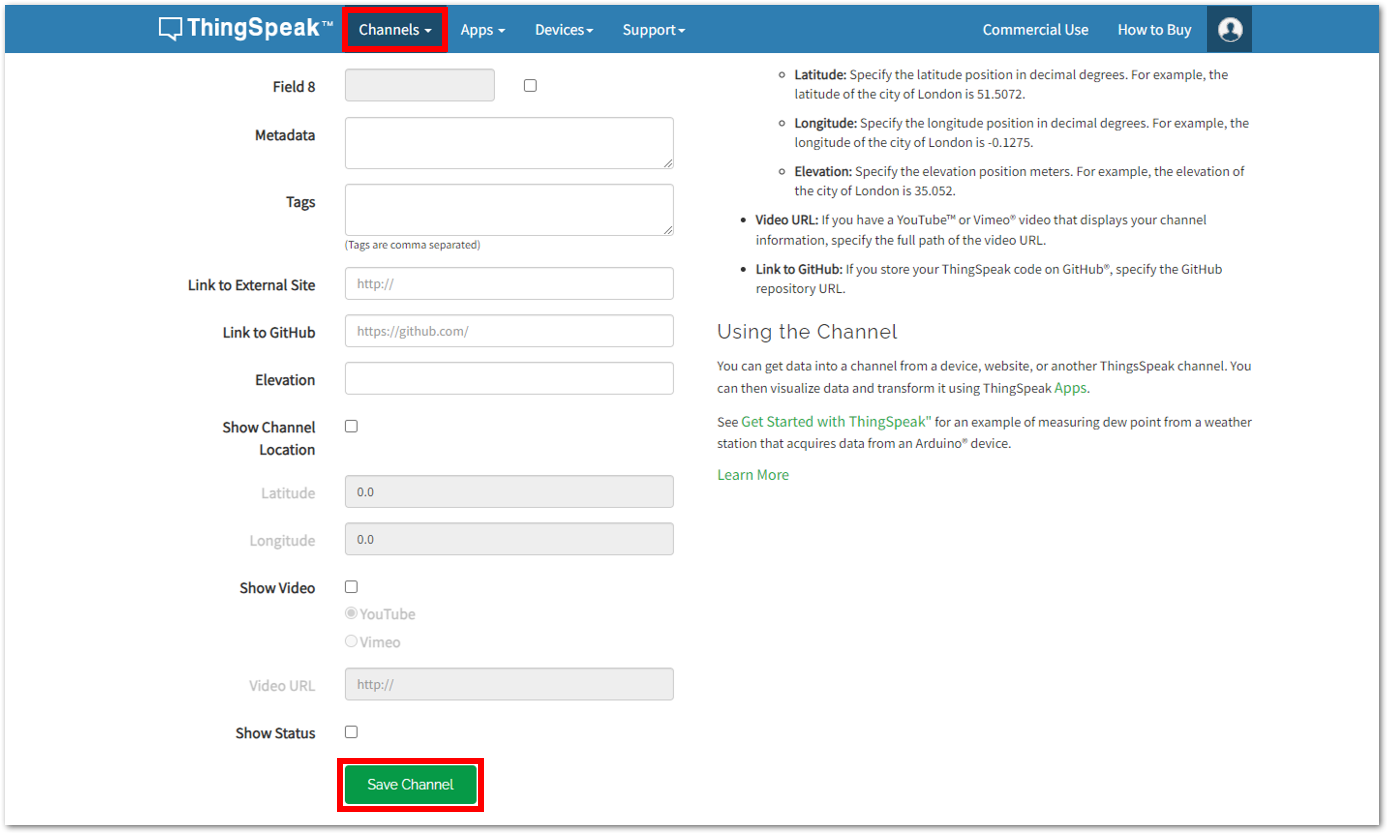 ThingSpeak™ Channels Apps Devices Support Commercial Use How to Buy
Field 8
Metadata
Tags
(Tags are comma separated)
Link to External Site http://
Link to GitHub https://github.com/
Elevation
Show Channel
Location
Latitude 0.0
Longitude 0.0
Show Video
YouTube
Vimeo
Video URL http://
Show Status
Save Channel
Latitude: Specify the latitude position in decimal degrees. For example, the
latitude of the city of London is 51.5072.
Longitude: Specify the longitude position in decimal degrees. For example, the
longitude of the city of London is -0.1275.
Elevation: Specify the elevation position meters. For example, the elevation of
the city of London is 35.052.
Video URL: If you have a YouTube™ or Vimeo® video that displays your channel
information, specify the full path of the video URL.
Link to GitHub: If you store your ThingSpeak code on GitHub®, specify the GitHub
repository URL.
Using the Channel
You can get data into a channel from a device, website, or another ThingsSpeak channel. You
can then visualize data and transform it using ThingSpeak Apps.
See Get Started with ThingSpeak" for an example of measuring dew point from a weather
station that acquires data from an Arduino® device.
Learn More